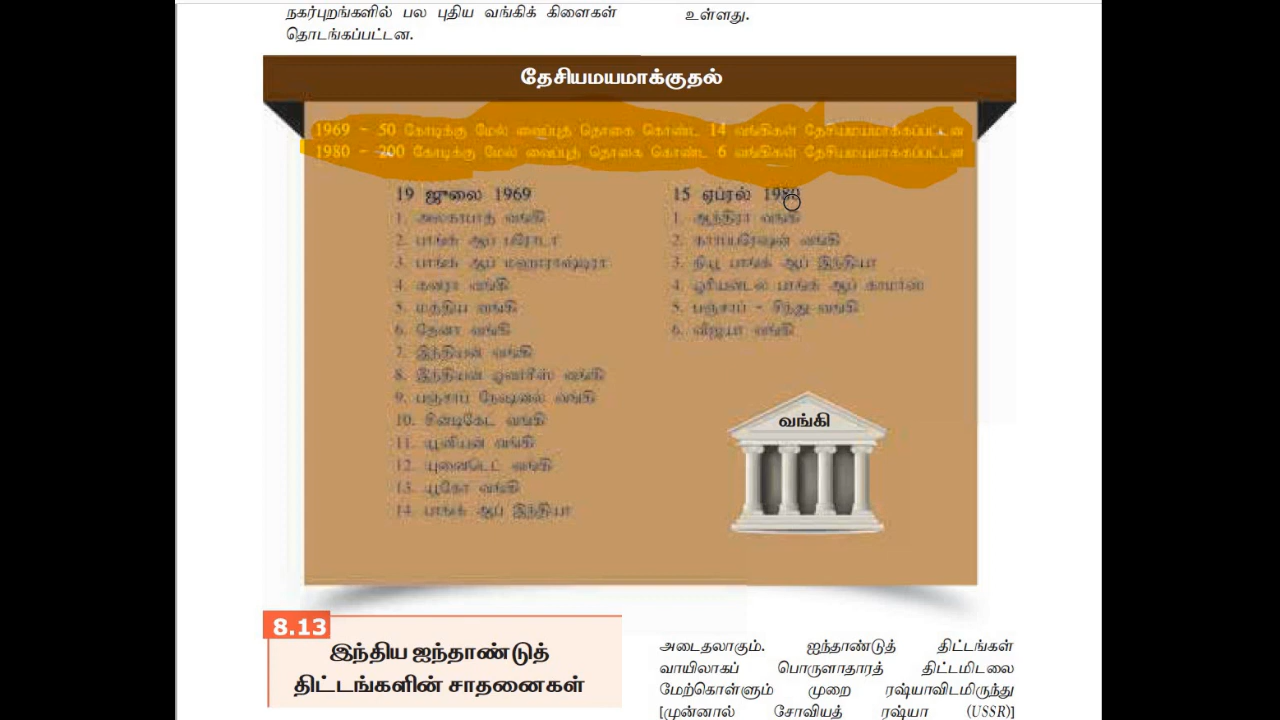 நகர்புறங்களில் பல புதிய வங்கிக் கிளைகள்
தொடங்கப்பட்டன.
உள்ளது.
தேசியமயமாக்குதல்
1969 – 50 கோடிக்கு மேல் வைப்புத் தொகை கொண்ட 14 வங்கிகள் தேசியமயமாக்கப்பட்டன
1980 – 200 கோடிக்கு மேல் வைப்புத் தொகை கொண்ட 6 வங்கிகள் தேசியமயமாக்கப்பட்டன
19 ஜுலை 1969
1. அலகாபாத் வங்கி
2. பாங்க் ஆப் பரோடா
3. பாங்க் ஆப் மஹாராஷ்டிரா
4. கனரா வங்கி
5. மத்திய வங்கி
6. தேனா வங்கி
7. இந்தியன் வங்கி
8. இந்தியன் ஓவர்சீஸ் வங்கி
9. பஞ்சாப் நேஷனல் வங்கி
10. சிண்டிகேட் வங்கி
11. யூனியன் வங்கி
12. யுனைடெட் வங்கி
13. யூகோ வங்கி
14. பாங்க் ஆப் இந்தியா
15 ஏப்ரல் 1980
1. ஆந்திரா வங்கி
2. கார்ப்பரேஷன் வங்கி
3. நியூ பாங்க் ஆப் இந்தியா
4. ஓரியண்டல் பாங்க் ஆப் காமர்ஸ்
5. பஞ்சாப் – சிந்து வங்கி
6. விஜயா வங்கி
வங்கி
8.13
இந்திய ஐந்தாண்டுத்
திட்டங்களின் சாதனைகள்
அடைதலாகும். ஐந்தாண்டுத் திட்டங்கள்
வாயிலாகப் பொருளாதாரத் திட்டமிடலை
மேற்கொள்ளும் முறை ரஷ்யாவிடமிருந்து
[முன்னால் சோவியத் ரஷ்யா (USSR)]